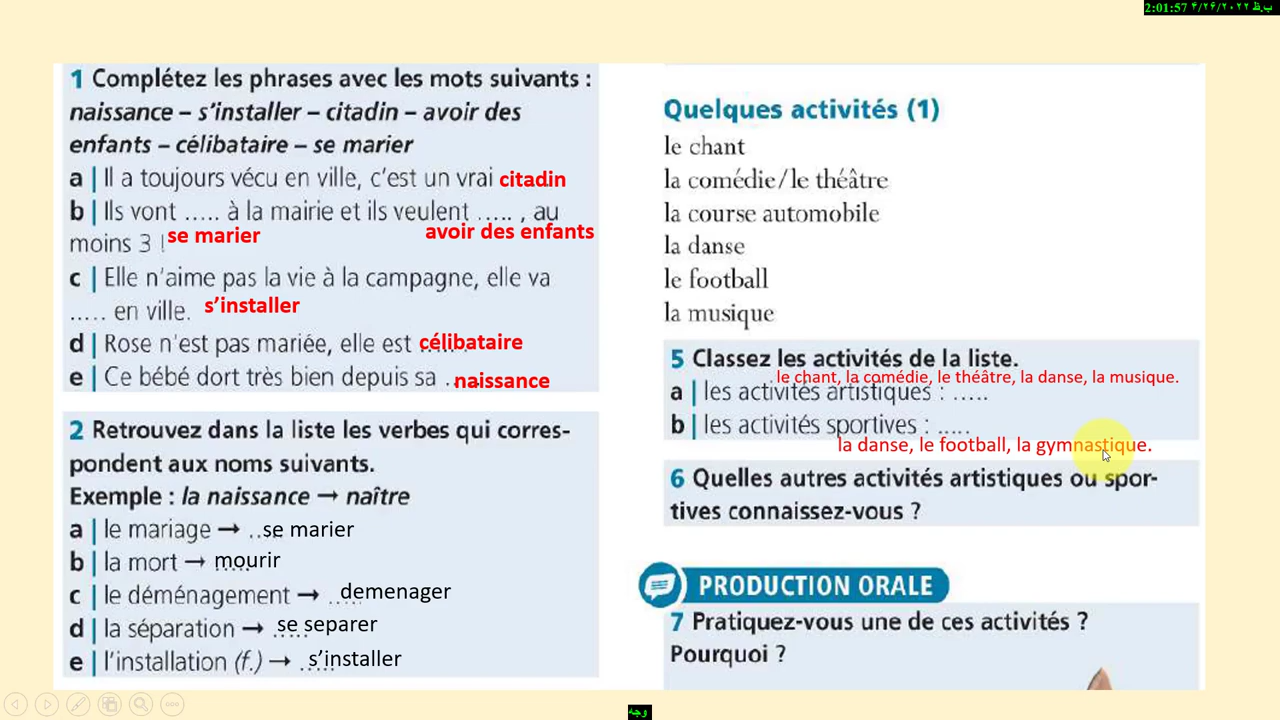 2:01:57 ۴/۲۶/۲۰۲۲ ب.ظ
1 Complétez les phrases avec les mots suivants :
naissance – s'installer – citadin – avoir des
enfants – célibataire – se marier
a | Il a toujours vécu en ville, c'est un vrai citadin
b | Ils vont ..... à la mairie et ils veulent ..... , au
moins 3 ! se marier avoir des enfants
c | Elle n'aime pas la vie à la campagne, elle va
..... en ville. s'installer
d | Rose n'est pas mariée, elle est célibataire
e | Ce bébé dort très bien depuis sa . naissance
2 Retrouvez dans la liste les verbes qui corres-
pondent aux noms suivants.
Exemple : la naissance → naître
a | le mariage → ..se marier
b | la mort → mourir
c | le déménagement → ..... demenager
d | la séparation → ..... se separer
e | l'installation (f.) → ..... s'installer
Quelques activités (1)
le chant
la comédie/le théâtre
la course automobile
la danse
le football
la musique
5 Classez les activités de la liste.
le chant, la comédie, le théâtre, la danse, la musique.
a | les activités artistiques : .....
b | les activités sportives : .....
la danse, le football, la gymnastique.
6 Quelles autres activités artistiques ou spor-
tives connaissez-vous ?
PRODUCTION ORALE
7 Pratiquez-vous une de ces activités ?
Pourquoi ?
وجه